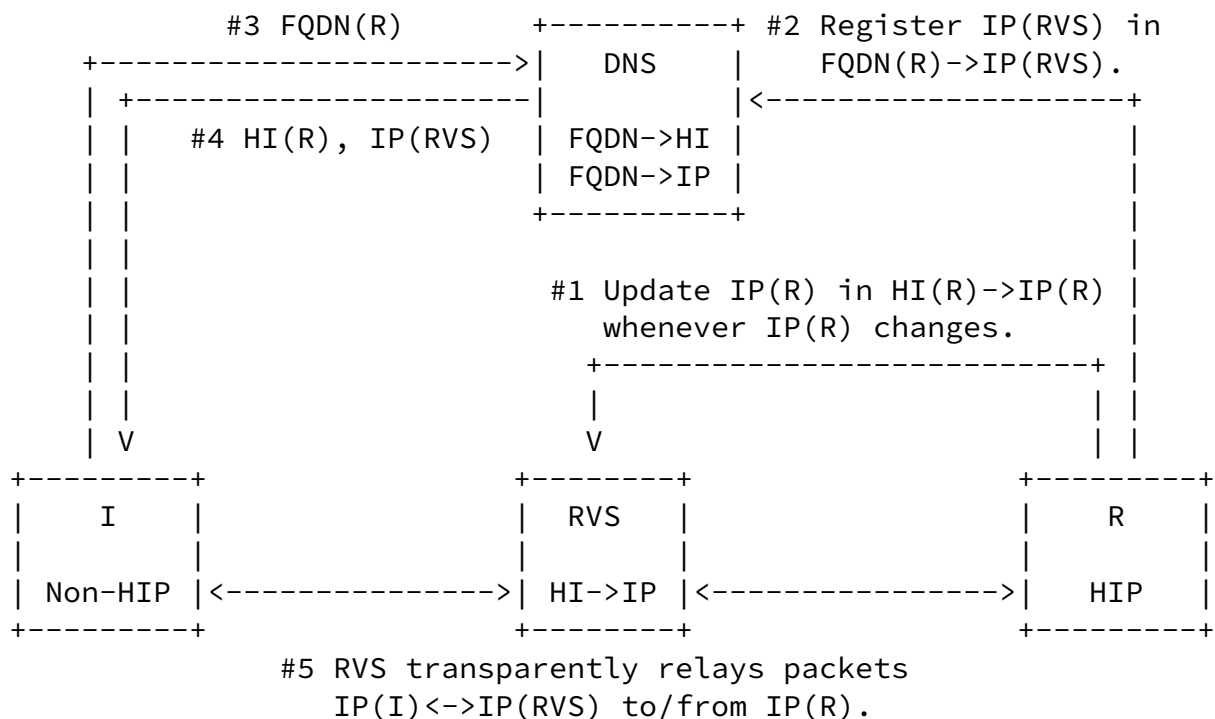 #3 FQDN(R)
#2 Register IP(RVS) in
DNS
FQDN(R)->IP(RVS).
#4 HI(R), IP(RVS)
FQDN->HI
FQDN->IP
#1 Update IP(R) in HI(R)->IP(R)
whenever IP(R) changes.
I
RVS
R
Non-HIP
HI->IP
HIP
#5 RVS transparently relays packets
IP(I)<->IP(RVS) to/from IP(R).